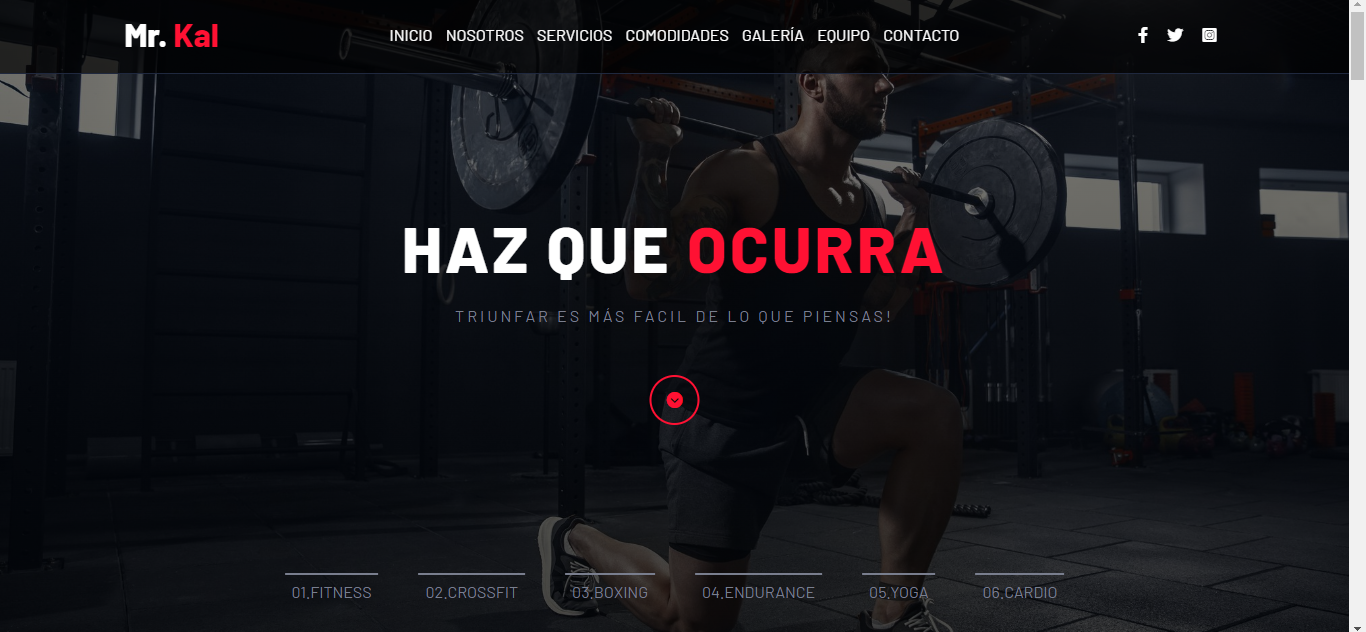 Mr. Kal
INICIO NOSOTROS SERVICIOS COMODIDADES GALERÍA EQUIPO CONTACTO
HAZ QUE OCURRA
TRIUNFAR ES MÁS FACIL DE LO QUE PIENSAS!
01.FITNESS 02.CROSSFIT 03.BOXING 04.ENDURANCE 05.YOGA 06.CARDIO